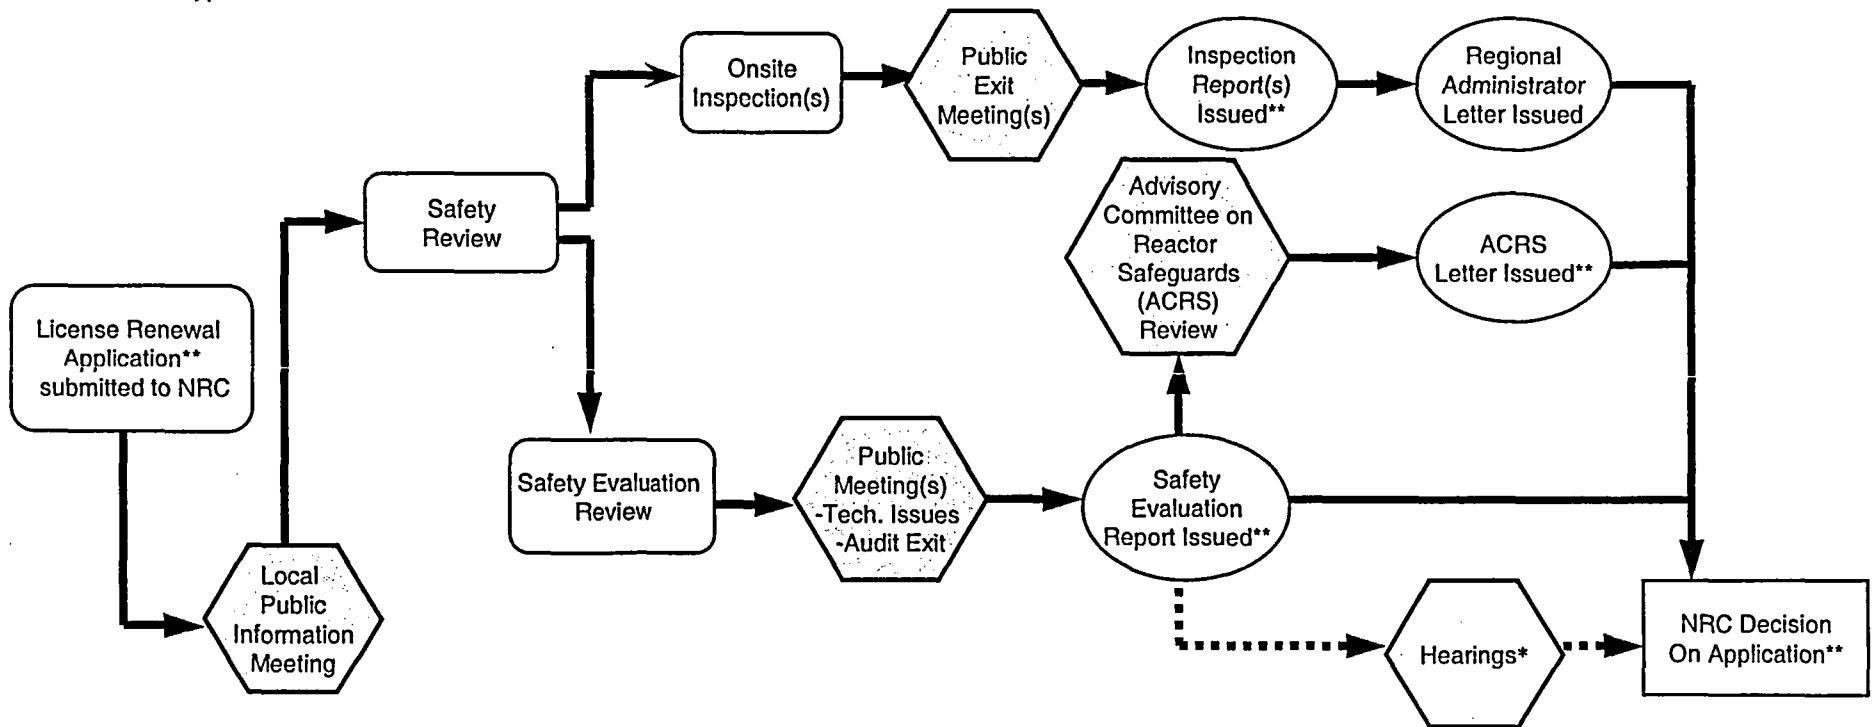 Onsite
Inspection(s)
Public
Exit
Meeting(s)
Inspection
Report(s)
Issued**
Regional
Administrator
Letter Issued
Safety
Review
Advisory
Committee on
Reactor
Safeguards
(ACRS)
Review
ACRS
Letter Issued**
License Renewal
Application**
submitted to NRC
Safety Evaluation
Review
Public
Meeting(s)
-Tech. Issues
-Audit Exit
Safety
Evaluation
Report Issued**
Local
Public
Information
Meeting
Hearings*
NRC Decision
On Application**